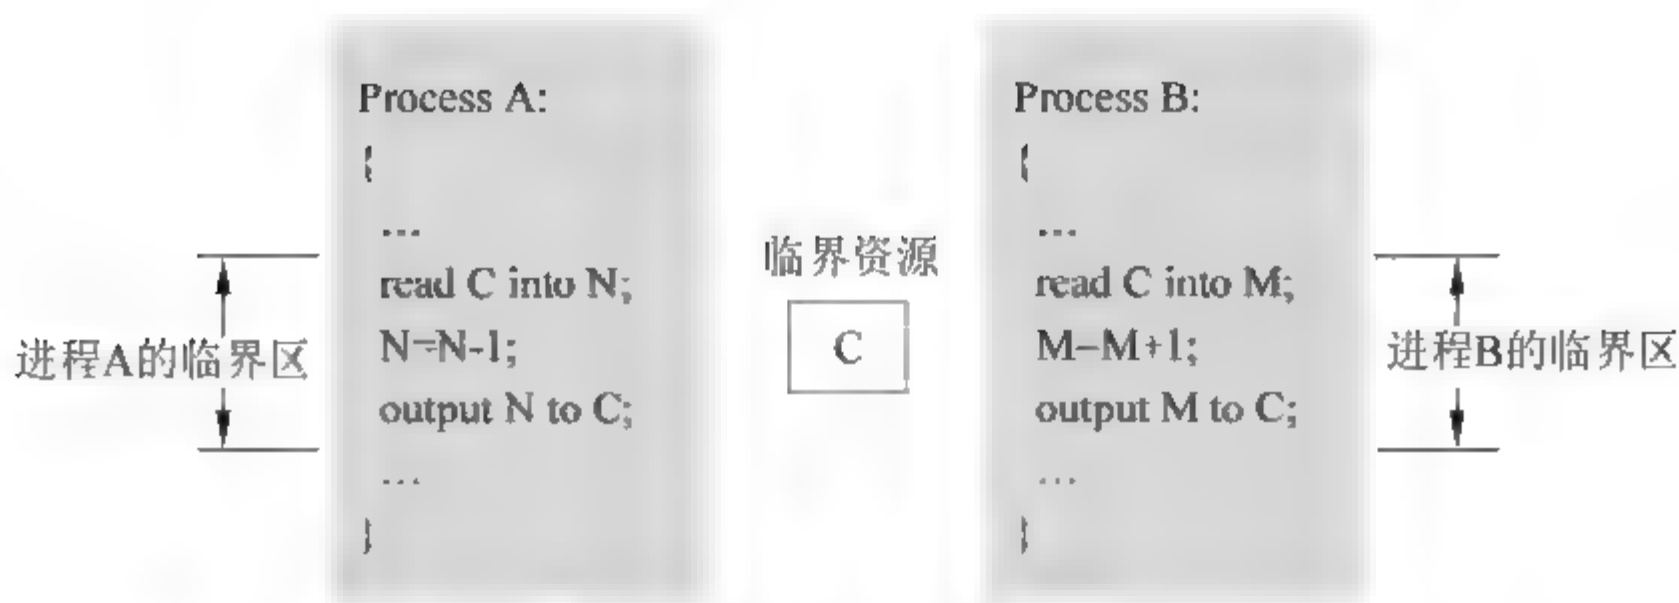 Process A:
{
...
read C into N;
N=N-1;
output N to C;
...
}
进程A的临界区
临界资源
C
Process B:
{
...
read C into M;
M=M+1;
output M to C;
...
}
进程B的临界区